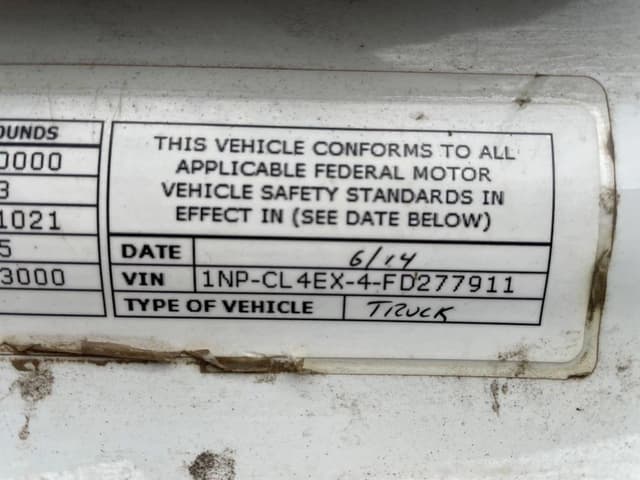 OUNDS
0000
3
1021
5
3000
THIS VEHICLE CONFORMS TO ALL
APPLICABLE FEDERAL MOTOR
VEHICLE SAFETY STANDARDS IN
EFFECT IN (SEE DATE BELOW)
DATE 6/14
VIN 1NP-CL4EX-4-FD277911
TYPE OF VEHICLE TRUCK